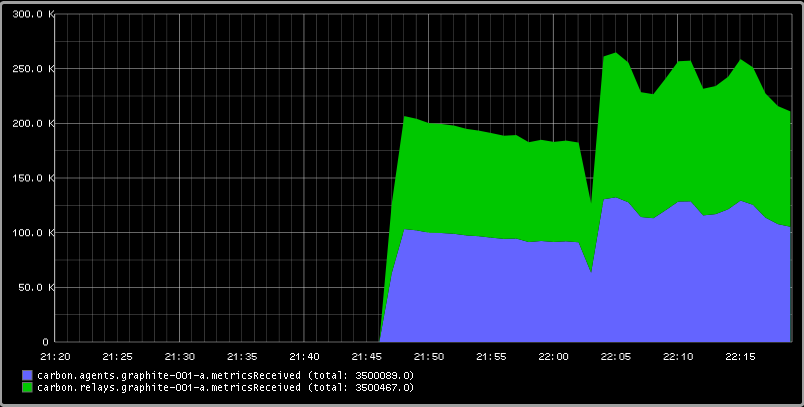 300.0 K
250.0 K
200.0 K
150.0 K
100.0 K
50.0 K
0
21:20 21:25 21:30 21:35 21:40 21:45 21:50 21:55 22:00 22:05 22:10 22:15
carbon.agents.graphite-001-a.metricsReceived (total: 3500089.0)
carbon.relays.graphite-001-a.metricsReceived (total: 3500467.0)